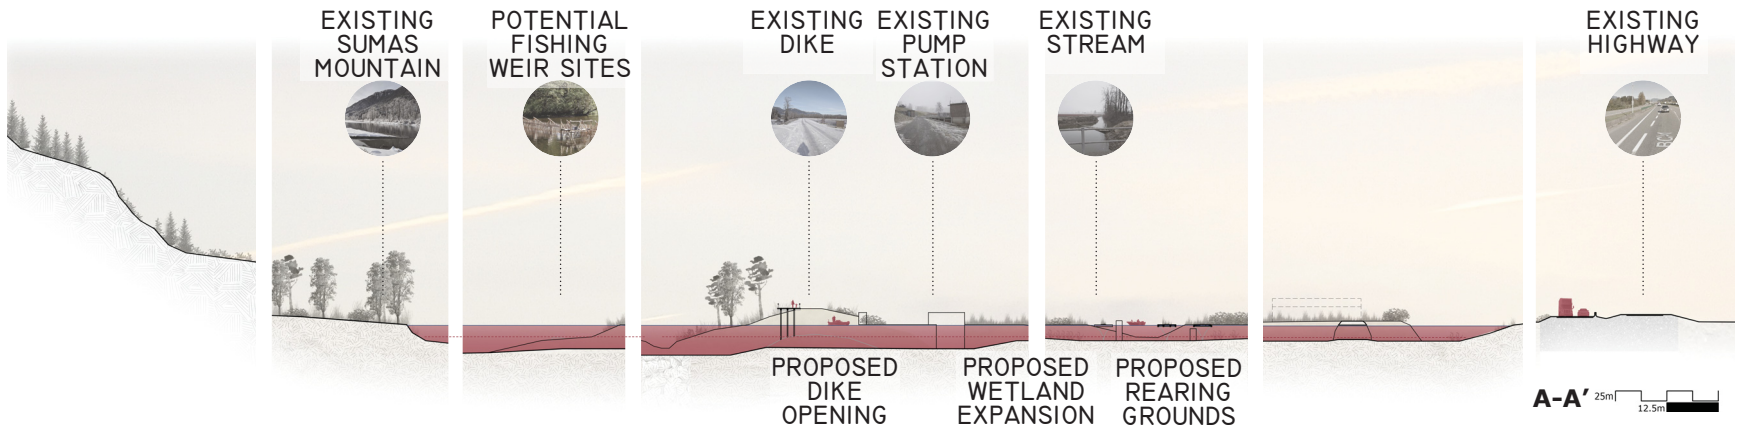 EXISTING
SUMAS
MOUNTAIN
POTENTIAL
FISHING
WEIR SITES
EXISTING
DIKE
EXISTING
PUMP
STATION
EXISTING
STREAM
EXISTING
HIGHWAY
PROPOSED
DIKE
OPENING
PROPOSED
WETLAND
EXPANSION
PROPOSED
REARING
GROUNDS
A-A’
25m
12.5m